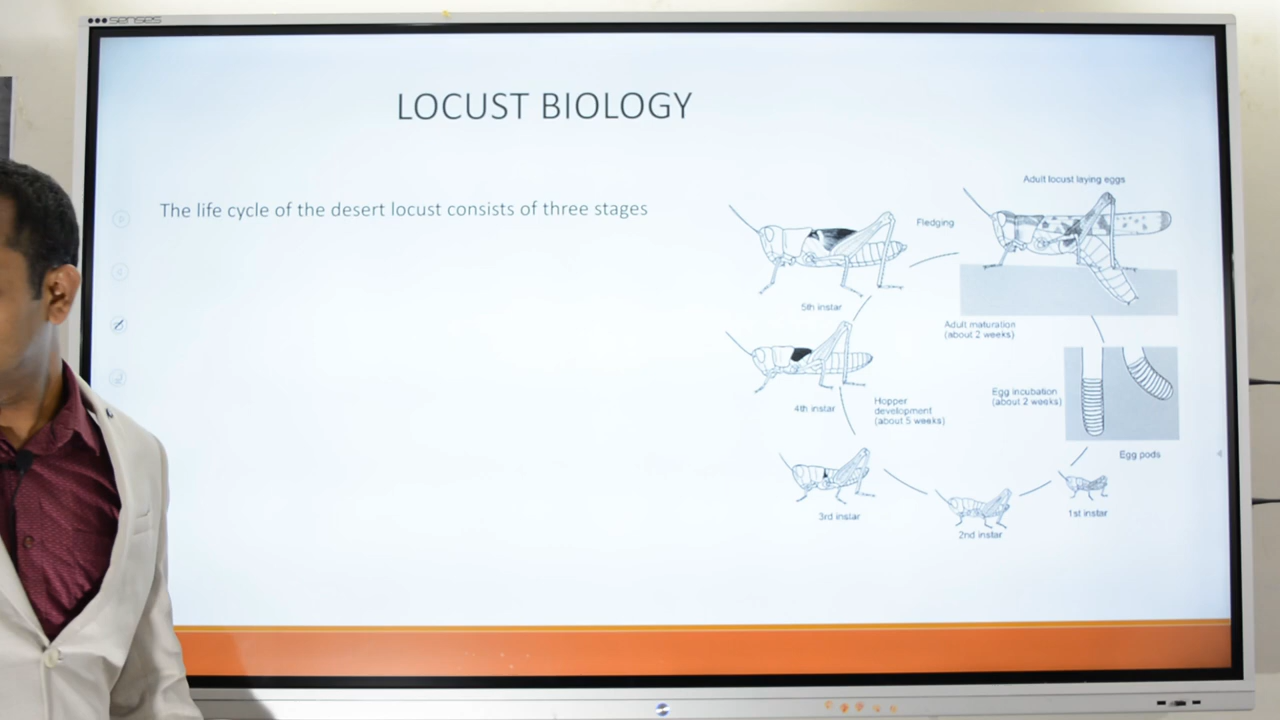 senses
LOCUST BIOLOGY
The life cycle of the desert locust consists of three stages
Adult locust laying eggs
Fledging
5th instar
Adult maturation
(about 2 weeks)
4th instar
Hopper
development
(about 5 weeks)
Egg incubation
(about 2 weeks)
Egg pods
3rd instar
2nd instar
1st instar